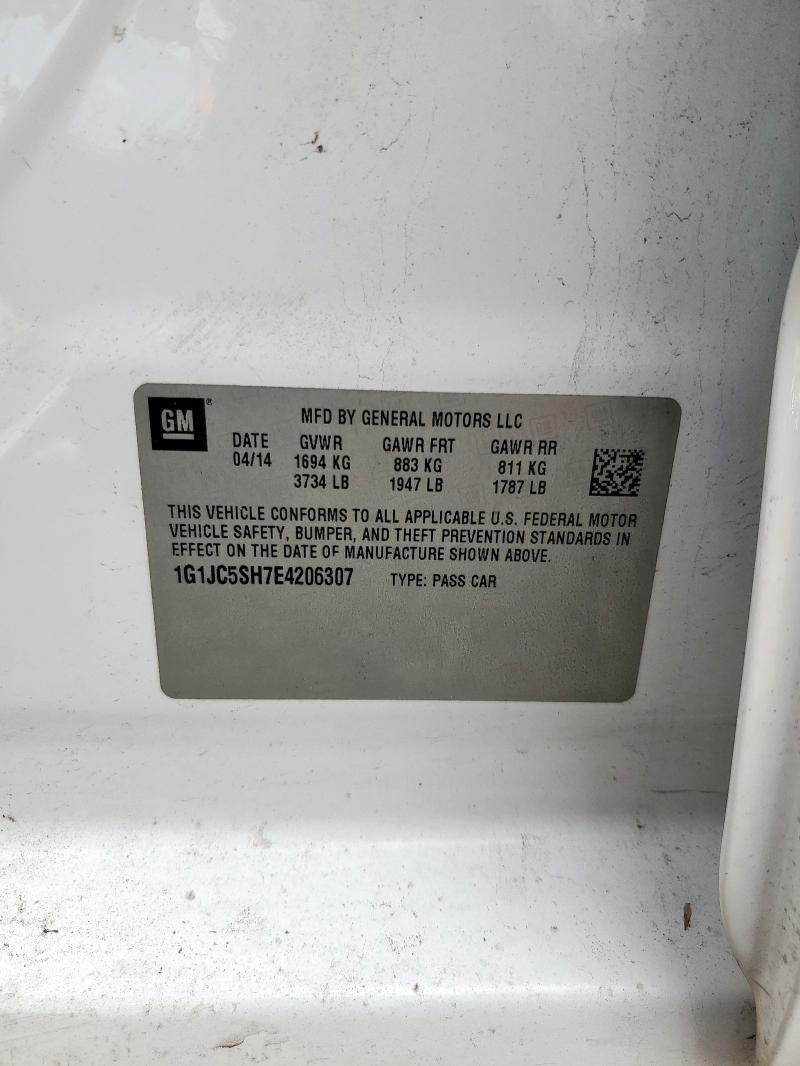 GM ®
MFD BY GENERAL MOTORS LLC
DATE GVWR GAWR FRT GAWR RR
04/14 1694 KG 883 KG 811 KG
3734 LB 1947 LB 1787 LB
THIS VEHICLE CONFORMS TO ALL APPLICABLE U.S. FEDERAL MOTOR
VEHICLE SAFETY, BUMPER, AND THEFT PREVENTION STANDARDS IN
EFFECT ON THE DATE OF MANUFACTURE SHOWN ABOVE.
1G1JC5SH7E4206307 TYPE: PASS CAR